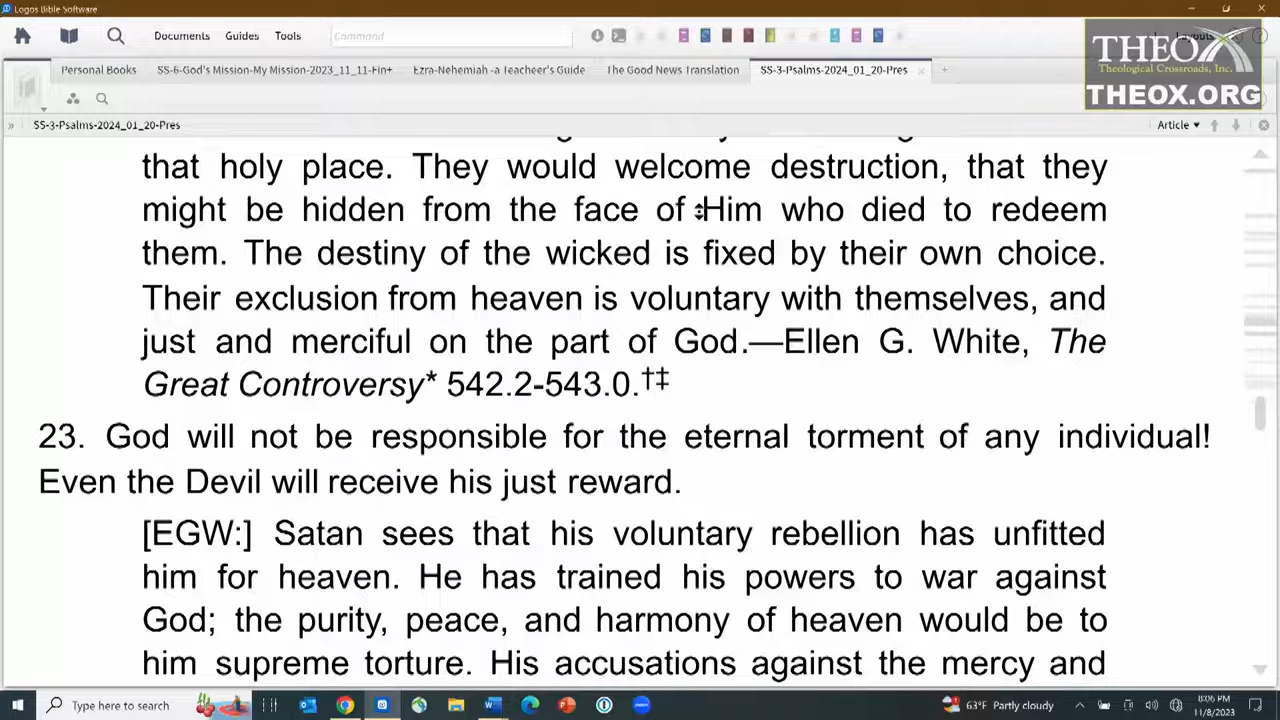 Logos Bible Software
Documents Guides Tools Command Layouts
THEOX
Theological Crossroads, Inc.
THEOX.ORG
Personal Books SS-6-God's Mission-My Mission-2023_11_11-Fin+ eacher's Guide The Good News Translation SS-3-Psalms-2024_01_20-Pres
SS-3-Psalms-2024_01_20-Pres Article
that holy place. They would welcome destruction, that they
might be hidden from the face of Him who died to redeem
them. The destiny of the wicked is fixed by their own choice.
Their exclusion from heaven is voluntary with themselves, and
just and merciful on the part of God.—Ellen G. White, The
Great Controversy* 542.2-543.0.†‡
23. God will not be responsible for the eternal torment of any individual!
Even the Devil will receive his just reward.
[EGW:] Satan sees that his voluntary rebellion has unfitted
him for heaven. He has trained his powers to war against
God; the purity, peace, and harmony of heaven would be to
him supreme torture. His accusations against the mercy and
Type here to search 63°F Partly cloudy 8:06 PM
11/8/2023